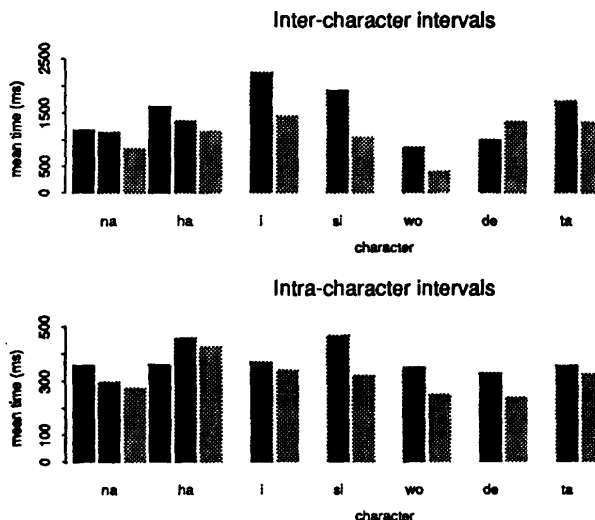 Inter-character intervals
mean time (ms)
2500
1500
500
0
na ha i si wo de ta
character
Intra-character intervals
mean time (ms)
500
300
100
0
na ha i si wo de ta
character